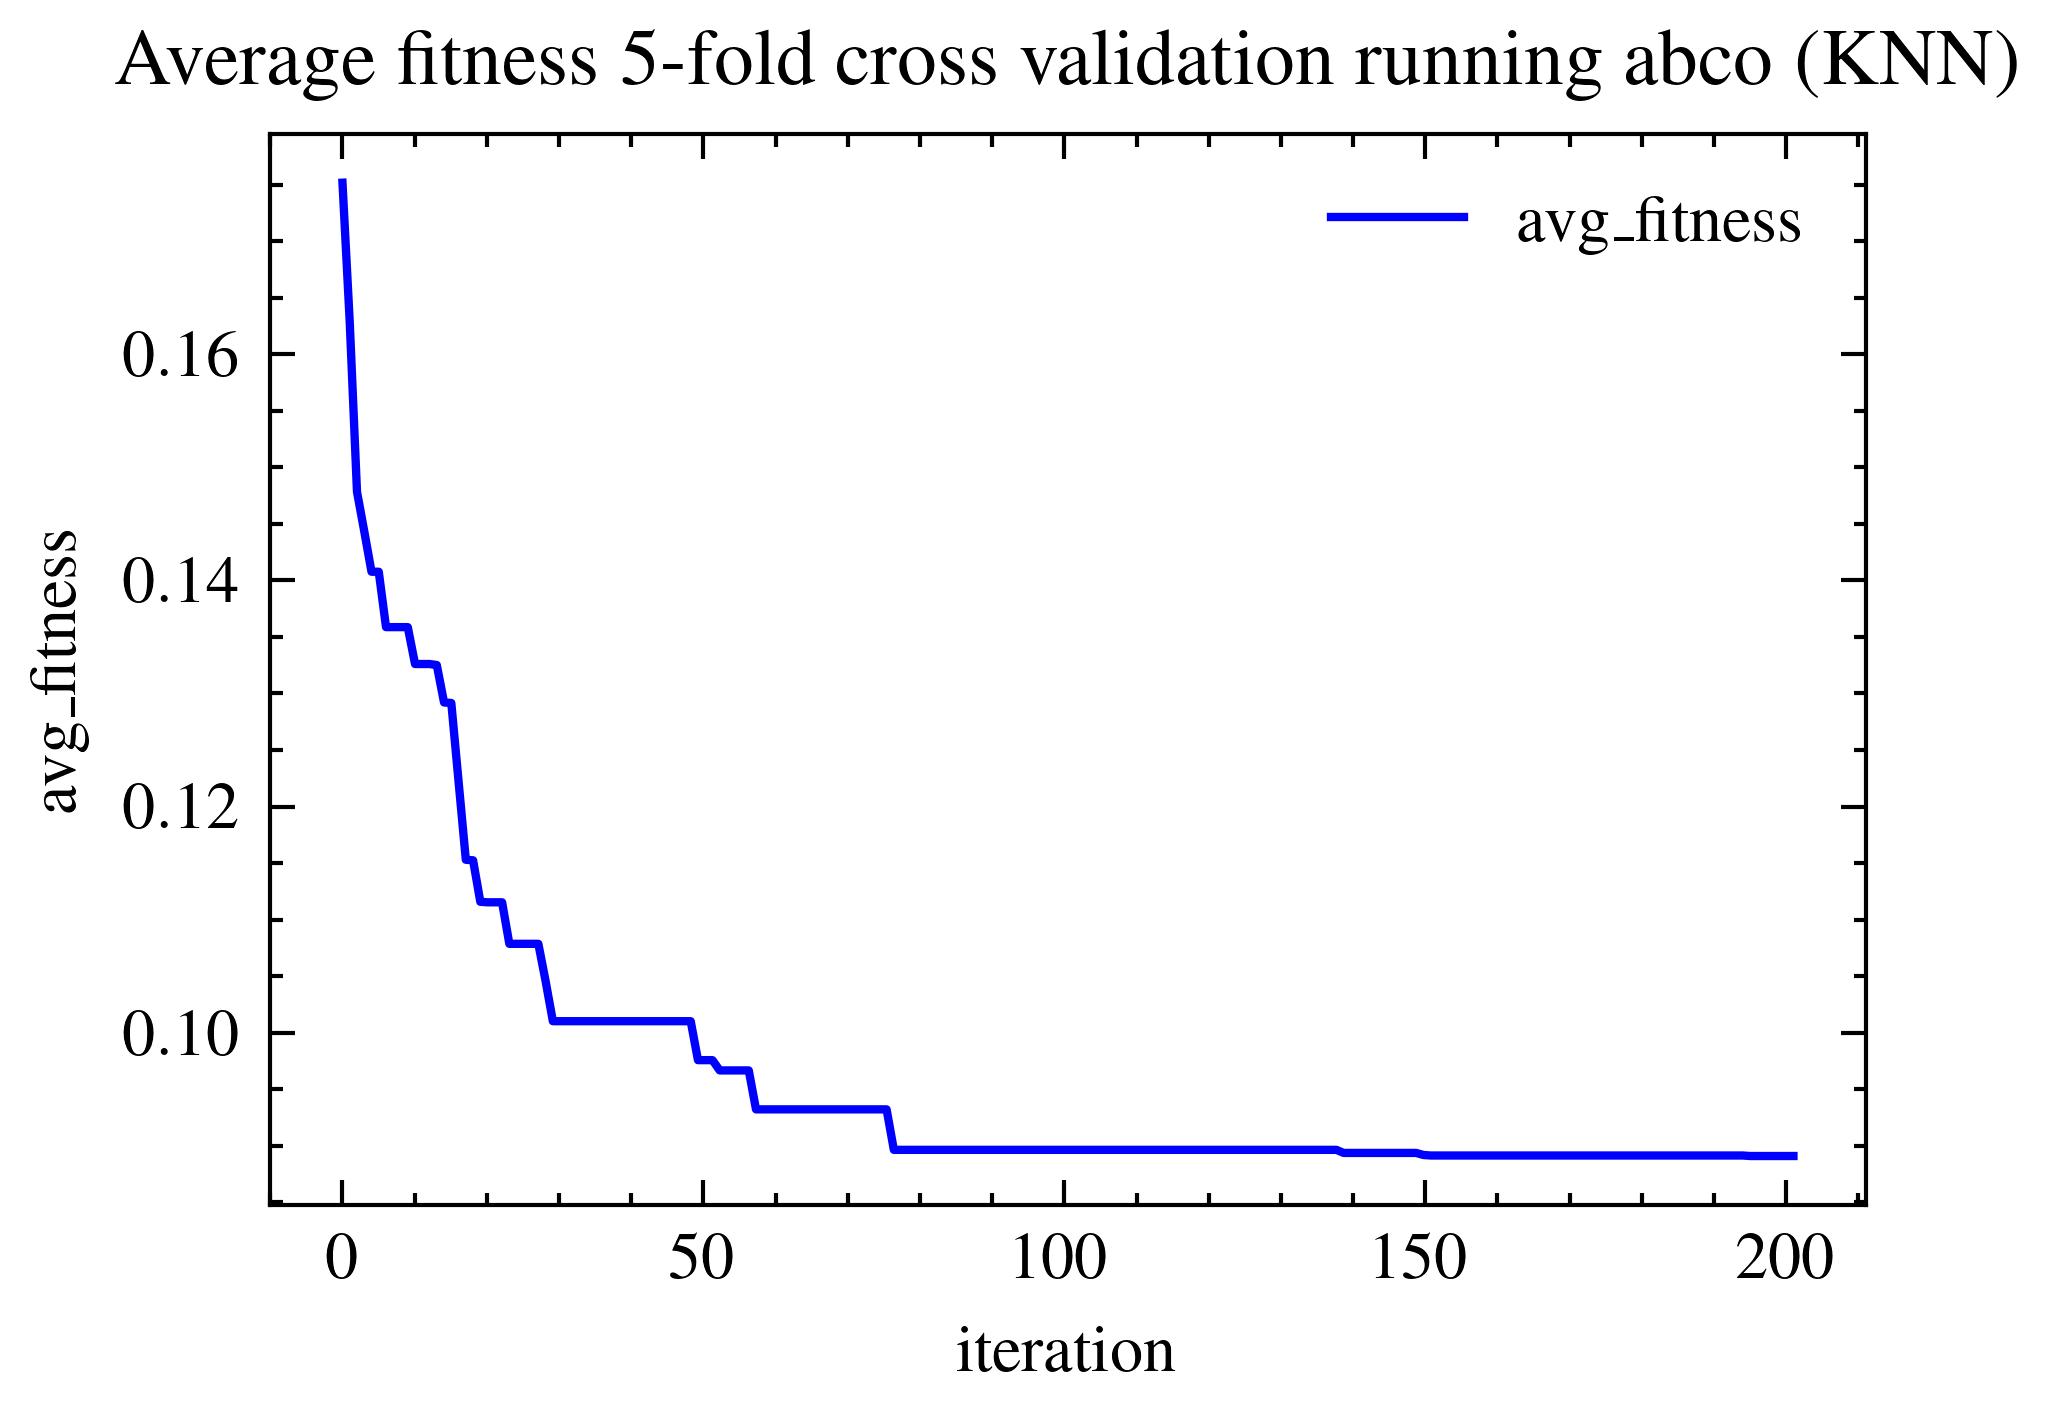 Average fitness 5-fold cross validation running abco (KNN)
avg_fitness
0.16
0.14
0.12
0.10
avg_fitness
0 50 100 150 200
iteration